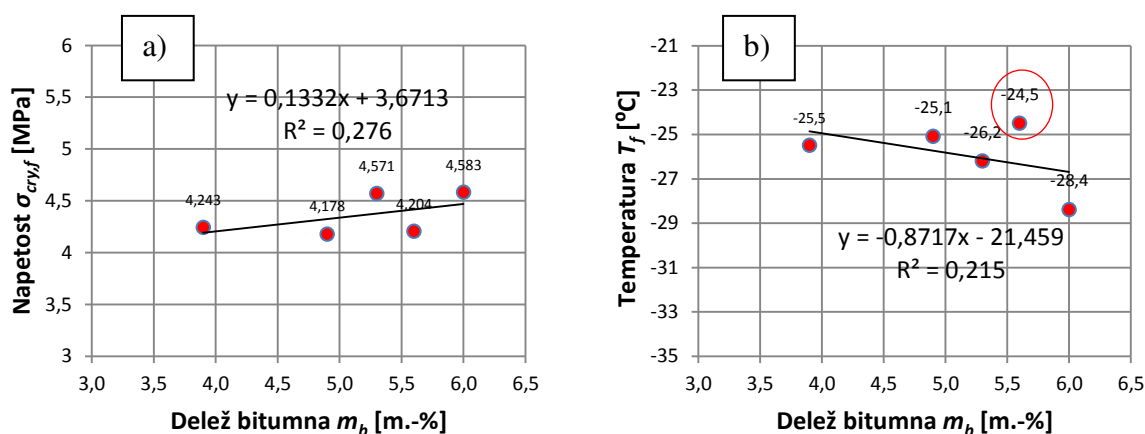 a)
Napetost σcry,f [MPa]
6
5,5
5
4,5
4
3,5
3
y = 0,1332x + 3,6713
R² = 0,276
4,243
4,178
4,571
4,204
4,583
3,0 3,5 4,0 4,5 5,0 5,5 6,0 6,5
Delež bitumna mb [m.-%]
b)
Temperatura Tf [°C]
-21
-23
-25
-27
-29
-31
-33
-35
-25,5
-25,1
-26,2
-24,5
-28,4
y = -0,8717x - 21,459
R² = 0,215
3,0 3,5 4,0 4,5 5,0 5,5 6,0 6,5
Delež bitumna mb [m.-%]